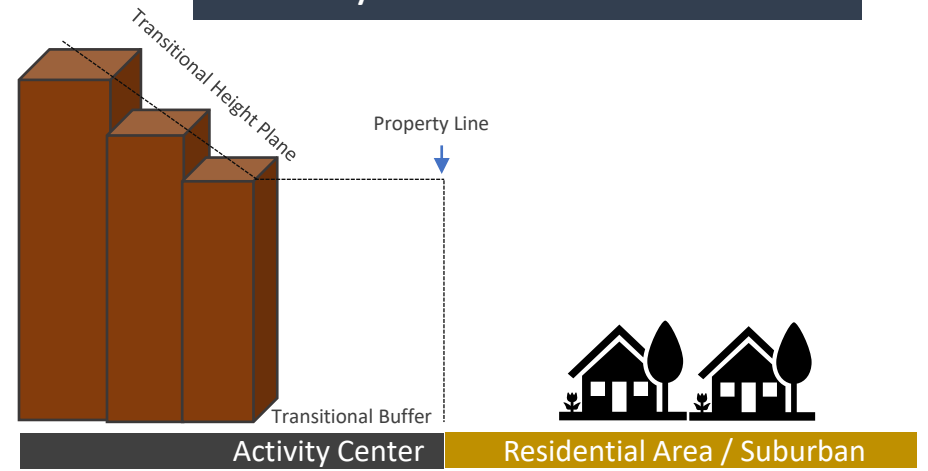 Transitional Height Plane
Property Line
Transitional Buffer
Activity Center
Residential Area / Suburban